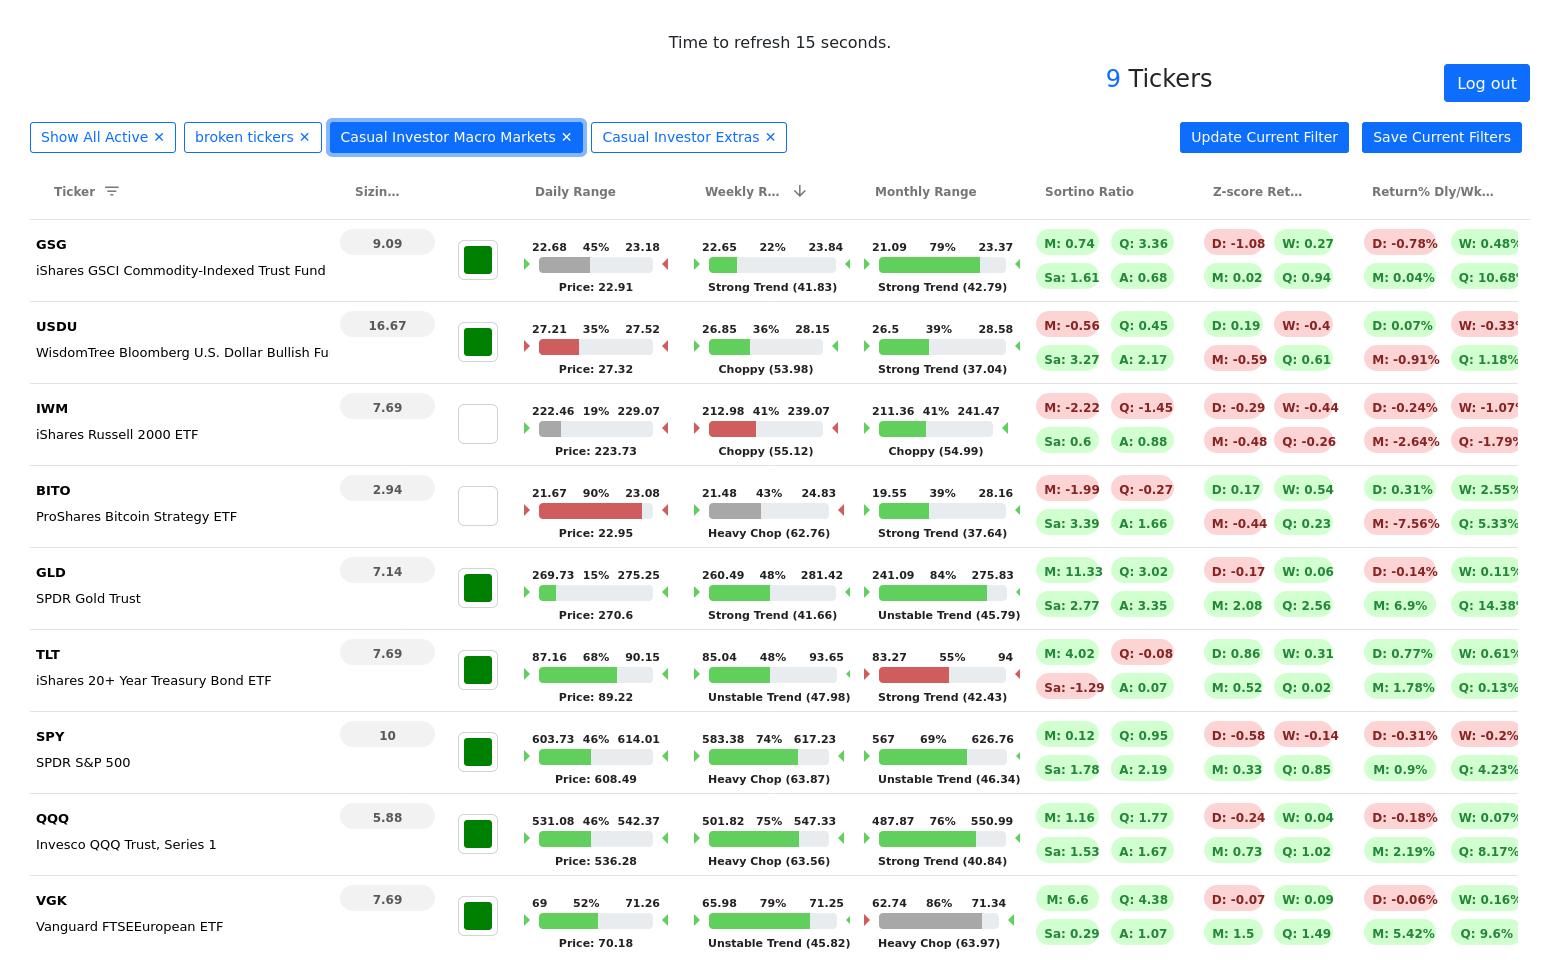 Time to refresh 15 seconds.
9 Tickers
Log out
Show All Active ✕ broken tickers ✕ Casual Investor Macro Markets ✕ Casual Investor Extras ✕ Update Current Filter Save Current Filters
Ticker Sizin... Daily Range Weekly R... Monthly Range Sortino Ratio Z-score Ret... Return% Dly/Wk...
GSG 9.09
22.68 45% 23.18 22.65 22% 23.84 21.09 79% 23.37 M: 0.74 Q: 3.36 D: -1.08 W: 0.27 D: -0.78% W: 0.48%
iShares GSCI Commodity-Indexed Trust Fund Sa: 1.61 A: 0.68 M: 0.02 Q: 0.94 M: 0.04% Q: 10.68%
Price: 22.91 Strong Trend (41.83) Strong Trend (42.79)
USDU 16.67
27.21 35% 27.52 26.85 36% 28.15 26.5 39% 28.58 M: -0.56 Q: 0.45 D: 0.19 W: -0.4 D: 0.07% W: -0.33%
WisdomTree Bloomberg U.S. Dollar Bullish Fu Sa: 3.27 A: 2.17 M: -0.59 Q: 0.61 M: -0.91% Q: 1.18%
Price: 27.32 Choppy (53.98) Strong Trend (37.04)
IWM 7.69
222.46 19% 229.07 212.98 41% 239.07 211.36 41% 241.47 M: -2.22 Q: -1.45 D: -0.29 W: -0.44 D: -0.24% W: -1.07%
iShares Russell 2000 ETF Sa: 0.6 A: 0.88 M: -0.48 Q: -0.26 M: -2.64% Q: -1.79%
Price: 223.73 Choppy (55.12) Choppy (54.99)
BITO 2.94
21.67 90% 23.08 21.48 43% 24.83 19.55 39% 28.16 M: -1.99 Q: -0.27 D: 0.17 W: 0.54 D: 0.31% W: 2.55%
ProShares Bitcoin Strategy ETF Sa: 3.39 A: 1.66 M: -0.44 Q: 0.23 M: -7.56% Q: 5.33%
Price: 22.95 Heavy Chop (62.76) Strong Trend (37.64)
GLD 7.14
269.73 15% 275.25 260.49 48% 281.42 241.09 84% 275.83 M: 11.33 Q: 3.02 D: -0.17 W: 0.06 D: -0.14% W: 0.11%
SPDR Gold Trust Sa: 2.77 A: 3.35 M: 2.08 Q: 2.56 M: 6.9% Q: 14.38%
Price: 270.6 Strong Trend (41.66) Unstable Trend (45.79)
TLT 7.69
87.16 68% 90.15 85.04 48% 93.65 83.27 55% 94 M: 4.02 Q: -0.08 D: 0.86 W: 0.31 D: 0.77% W: 0.61%
iShares 20+ Year Treasury Bond ETF Sa: -1.29 A: 0.07 M: 0.52 Q: 0.02 M: 1.78% Q: 0.13%
Price: 89.22 Unstable Trend (47.98) Strong Trend (42.43)
SPY 10
603.73 46% 614.01 583.38 74% 617.23 567 69% 626.76 M: 0.12 Q: 0.95 D: -0.58 W: -0.14 D: -0.31% W: -0.2%
SPDR S&P 500 Sa: 1.78 A: 2.19 M: 0.33 Q: 0.85 M: 0.9% Q: 4.23%
Price: 608.49 Heavy Chop (63.87) Unstable Trend (46.34)
QQQ 5.88
531.08 46% 542.37 501.82 75% 547.33 487.87 76% 550.99 M: 1.16 Q: 1.77 D: -0.24 W: 0.04 D: -0.18% W: 0.07%
Invesco QQQ Trust, Series 1 Sa: 1.53 A: 1.67 M: 0.73 Q: 1.02 M: 2.19% Q: 8.17%
Price: 536.28 Heavy Chop (63.56) Strong Trend (40.84)
VGK 7.69
69 52% 71.26 65.98 79% 71.25 62.74 86% 71.34 M: 6.6 Q: 4.38 D: -0.07 W: 0.09 D: -0.06% W: 0.16%
Vanguard FTSEEuropean ETF Sa: 0.29 A: 1.07 M: 1.5 Q: 1.49 M: 5.42% Q: 9.6%
Price: 70.18 Unstable Trend (45.82) Heavy Chop (63.97)